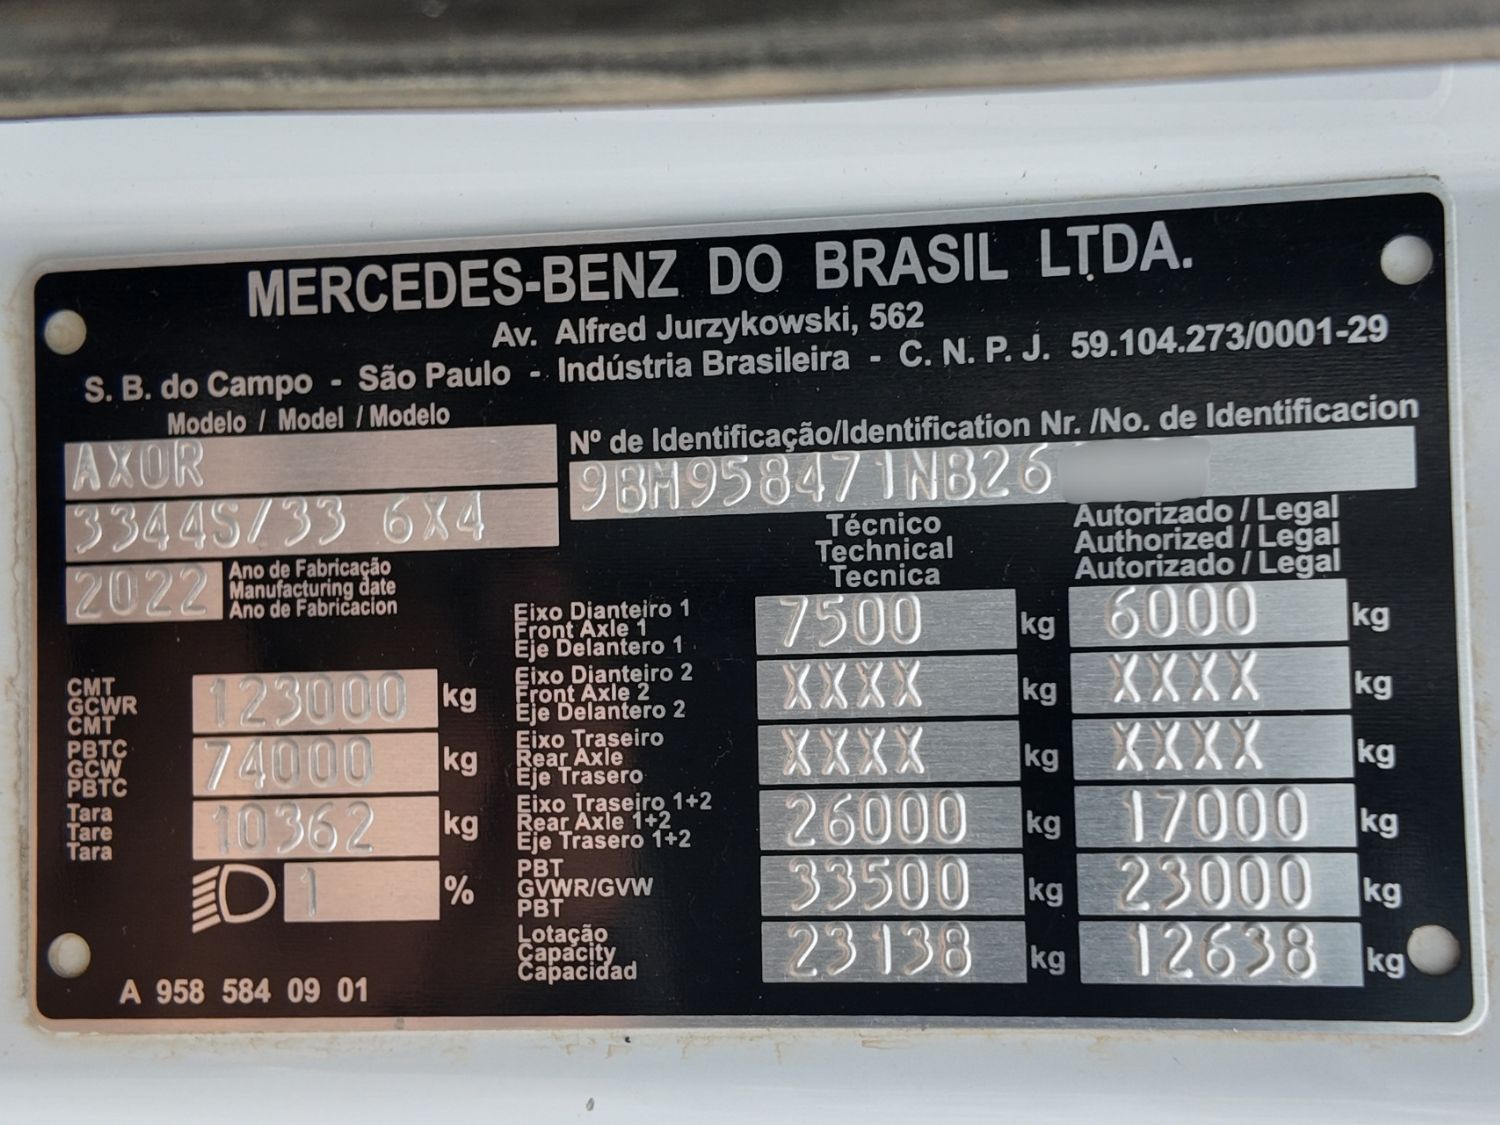 MERCEDES-BENZ DO BRASIL LTDA.
Av. Alfred Jurzykowski, 562
S. B. do Campo - São Paulo - Indústria Brasileira - C. N. P. J. 59.104.273/0001-29
Modelo / Model / Modelo
AXOR
3344S/33 6X4
2022
Ano de Fabricação
Manufacturing date
Ano de Fabricacion
Nº de Identificação/Identification Nr. /No. de Identificacion
9BM958471NB26
Técnico
Technical
Tecnica
Autorizado / Legal
Authorized / Legal
Autorizado / Legal
CMT
GCWR
CMT
123000 kg
PBTC
GCW
PBTC
74000 kg
Tara
Tare
Tara
10362 kg
1 %
A 958 584 09 01
Eixo Dianteiro 1
Front Axle 1
Eje Delantero 1
7500 kg 6000 kg
Eixo Dianteiro 2
Front Axle 2
Eje Delantero 2
XXXX kg XXXX kg
Eixo Traseiro
Rear Axle
Eje Trasero
XXXX kg XXXX kg
Eixo Traseiro 1+2
Rear Axle 1+2
Eje Trasero 1+2
26000 kg 17000 kg
PBT
GVWR/GVW
PBT
33500 kg 23000 kg
Lotação
Capacity
Capacidad
23138 kg 12638 kg